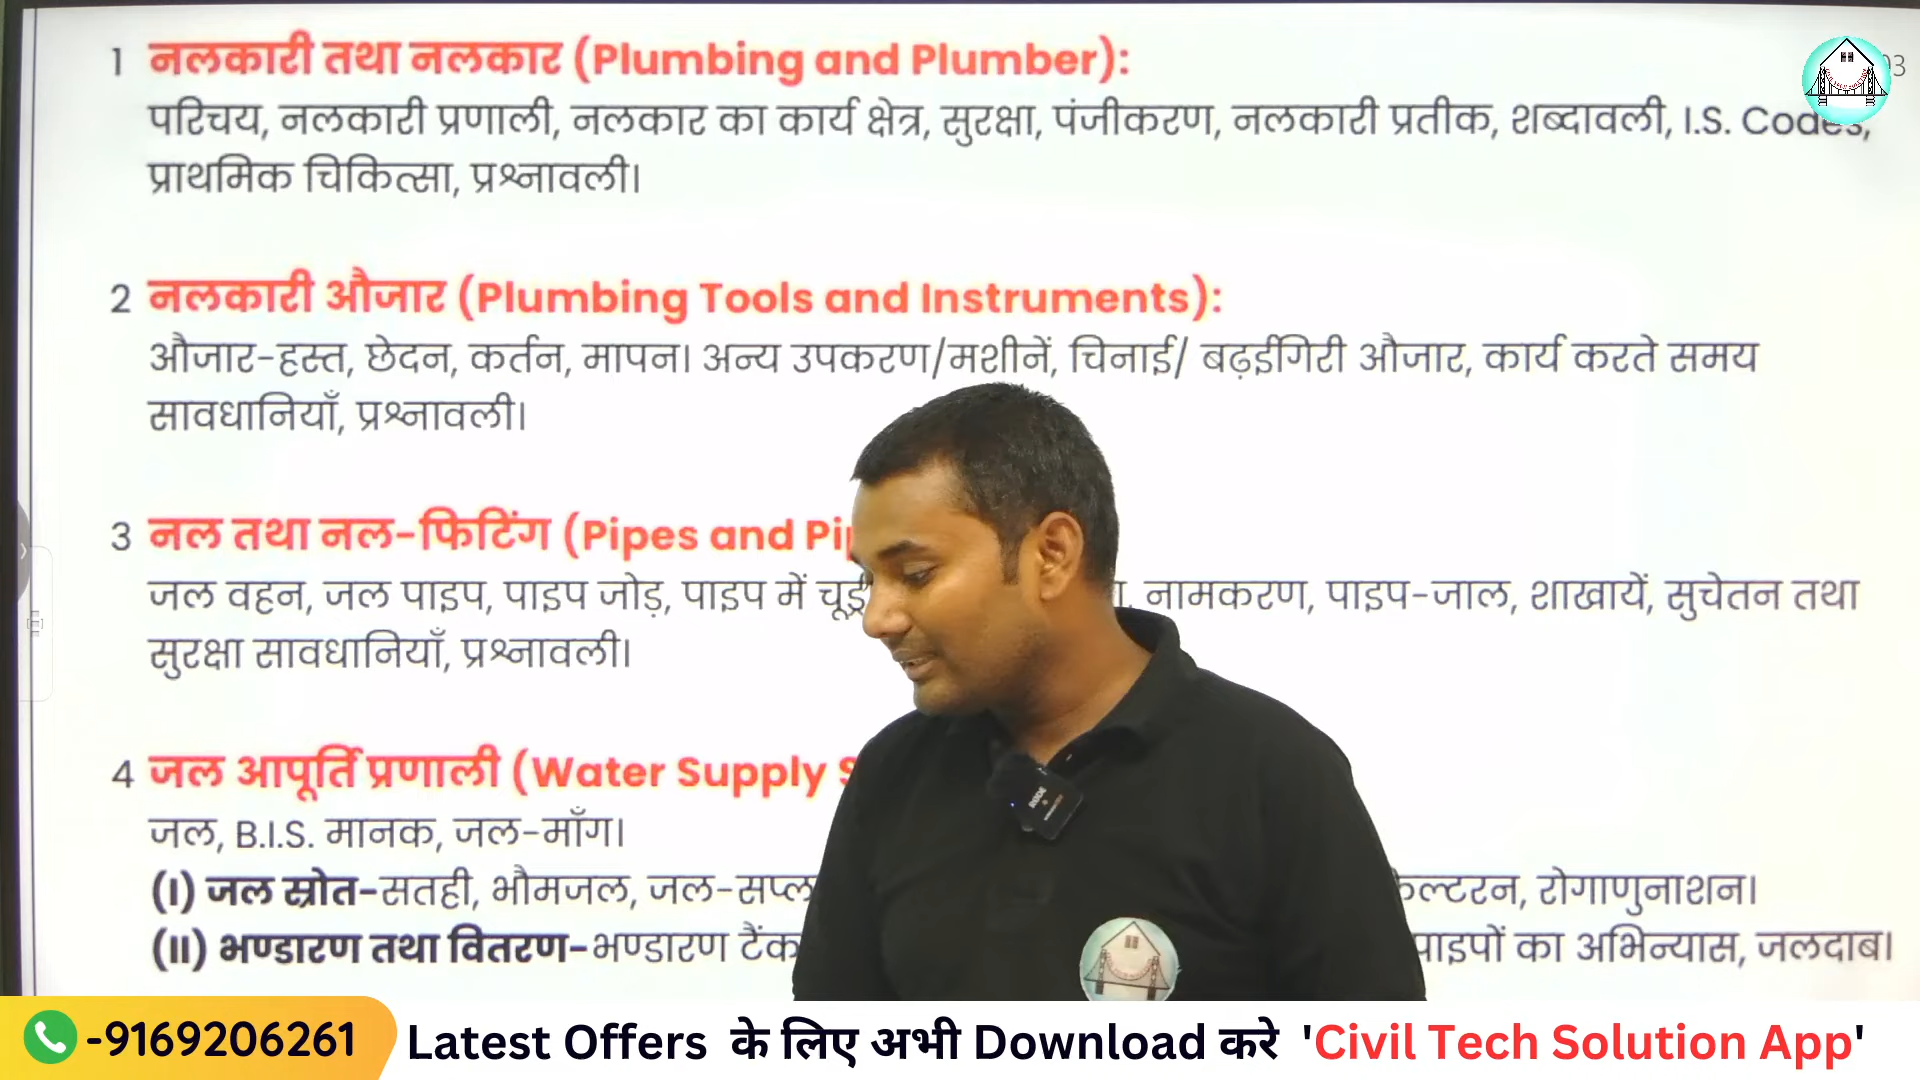 1 नलकारी तथा नलकार (Plumbing and Plumber):
परिचय, नलकारी प्रणाली, नलकार का कार्य क्षेत्र, सुरक्षा, पंजीकरण, नलकारी प्रतीक, शब्दावली, I.S. Codes,
प्राथमिक चिकित्सा, प्रश्नावली।
2 नलकारी औजार (Plumbing Tools and Instruments):
औजार-हस्त, छेदन, कर्तन, मापन। अन्य उपकरण/मशीनें, चिनाई/ बढ़ईगिरी औजार, कार्य करते समय
सावधानियाँ, प्रश्नावली।
3 नल तथा नल-फिटिंग (Pipes and
जल वहन, जल पाइप, पाइप जोड़, पाइप में नामकरण, पाइप-जाल, शाखायें, सुचेतन तथा
सुरक्षा सावधानियाँ, प्रश्नावली।
4 जल आपूर्ति प्रणाली (Water Supply
जल, B.I.S. मानक, जल-माँग।
(I) जल स्रोत-सतही, भौमजल, रोगाणुनाशन।
(II) भण्डारण तथा वितरण-भण्डारण टैंक पाइपों का अभिन्यास, जलदाब।
-9169206261 Latest Offers के लिए अभी Download करे 'Civil Tech Solution App'